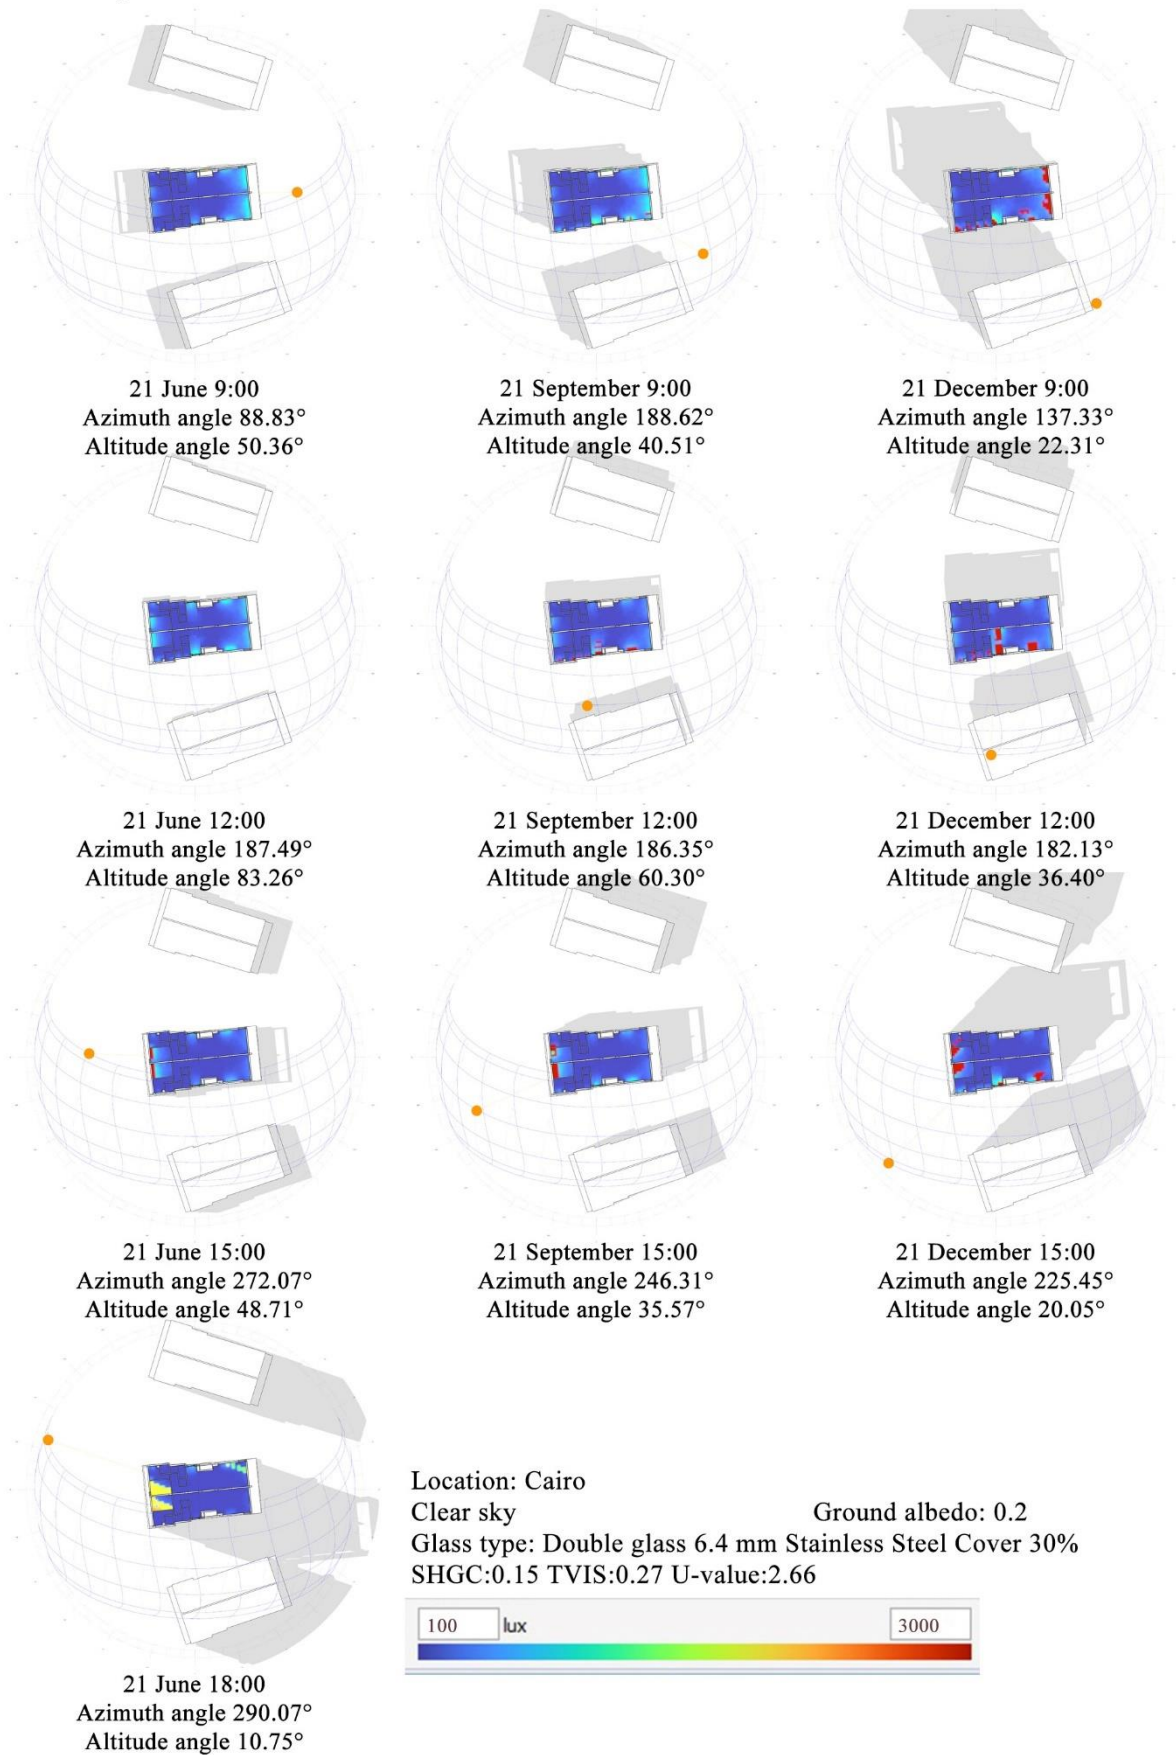 21 June 9:00
Azimuth angle 88.83°
Altitude angle 50.36°
21 September 9:00
Azimuth angle 188.62°
Altitude angle 40.51°
21 December 9:00
Azimuth angle 137.33°
Altitude angle 22.31°
21 June 12:00
Azimuth angle 187.49°
Altitude angle 83.26°
21 September 12:00
Azimuth angle 186.35°
Altitude angle 60.30°
21 December 12:00
Azimuth angle 182.13°
Altitude angle 36.40°
21 June 15:00
Azimuth angle 272.07°
Altitude angle 48.71°
21 September 15:00
Azimuth angle 246.31°
Altitude angle 35.57°
21 December 15:00
Azimuth angle 225.45°
Altitude angle 20.05°
21 June 18:00
Azimuth angle 290.07°
Altitude angle 10.75°
Location: Cairo
Clear sky Ground albedo: 0.2
Glass type: Double glass 6.4 mm Stainless Steel Cover 30%
SHGC:0.15 TVIS:0.27 U-value:2.66
100 lux 3000